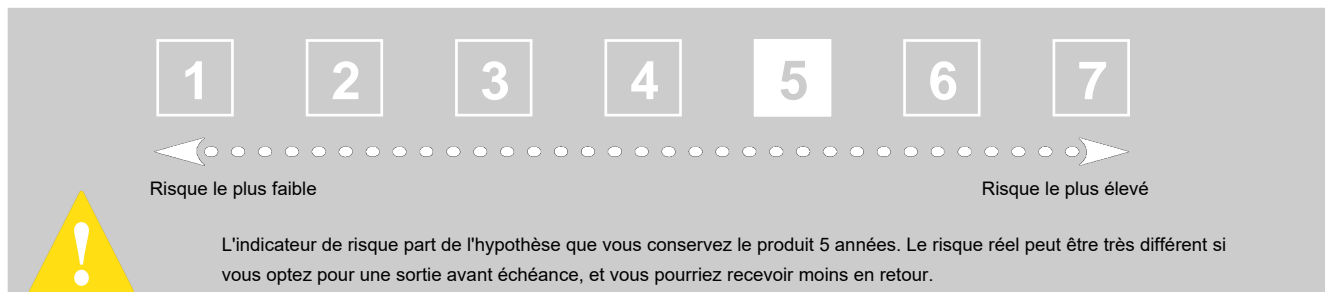 1 2 3 4 5 6 7
Risque le plus faible Risque le plus élevé
!
L'indicateur de risque part de l'hypothèse que vous conservez le produit 5 années. Le risque réel peut être très différent si
vous optez pour une sortie avant échéance, et vous pourriez recevoir moins en retour.